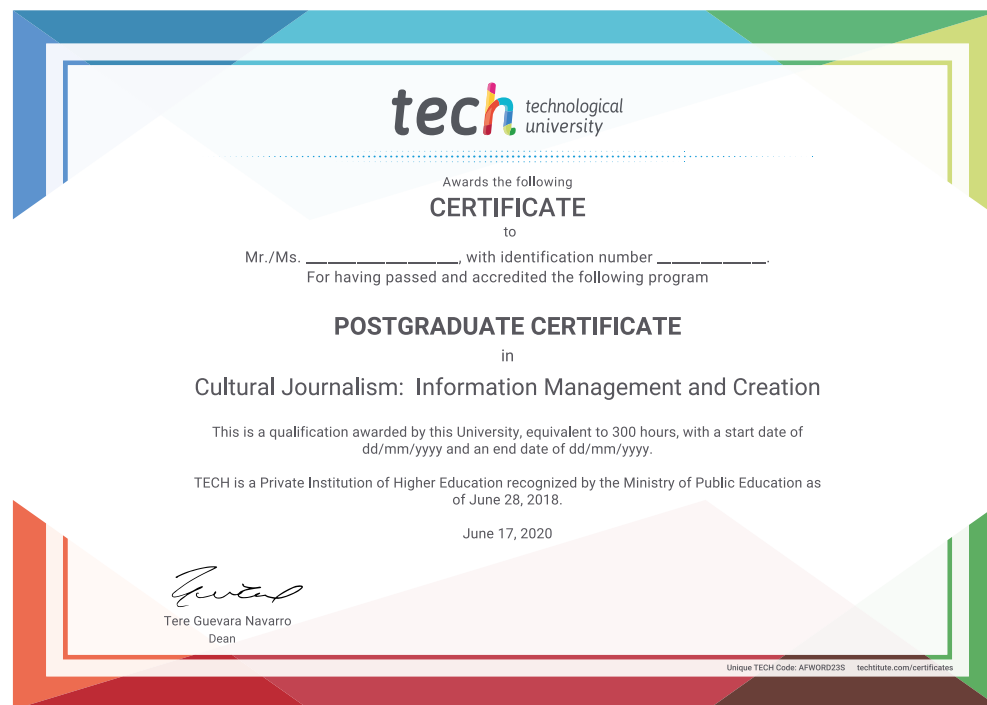 tech technological
university
Awards the following
CERTIFICATE
to
Mr./Ms. ____________________, with identification number ______________.
For having passed and accredited the following program
POSTGRADUATE CERTIFICATE
in
Cultural Journalism: Information Management and Creation
This is a qualification awarded by this University, equivalent to 300 hours, with a start date of
dd/mm/yyyy and an end date of dd/mm/yyyy.
TECH is a Private Institution of Higher Education recognized by the Ministry of Public Education as
of June 28, 2018.
June 17, 2020
Tere Guevara Navarro
Dean
Unique TECH Code: AFWORD23S techtitute.com/certificates